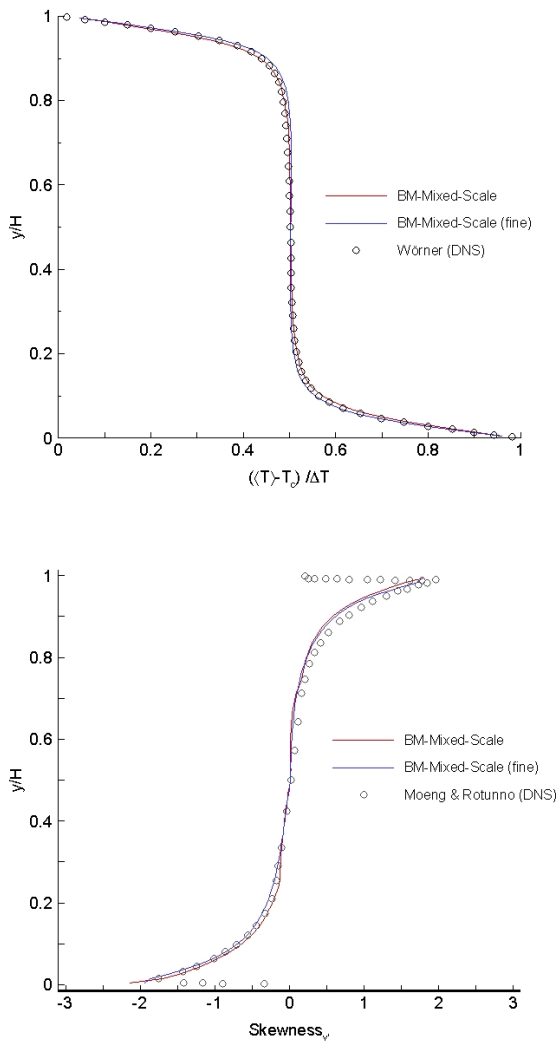 1
0.8
0.6
0.4
0.2
0
y/H
BM-Mixed-Scale
BM-Mixed-Scale (fine)
Wörner (DNS)
0
0.2
0.4
0.6
0.8
1
(⟨T⟩-Tc) /ΔT
1
0.8
0.6
0.4
0.2
0
y/H
BM-Mixed-Scale
BM-Mixed-Scale (fine)
Moeng & Rotunno (DNS)
-3
-2
-1
0
1
2
3
Skewnessv'